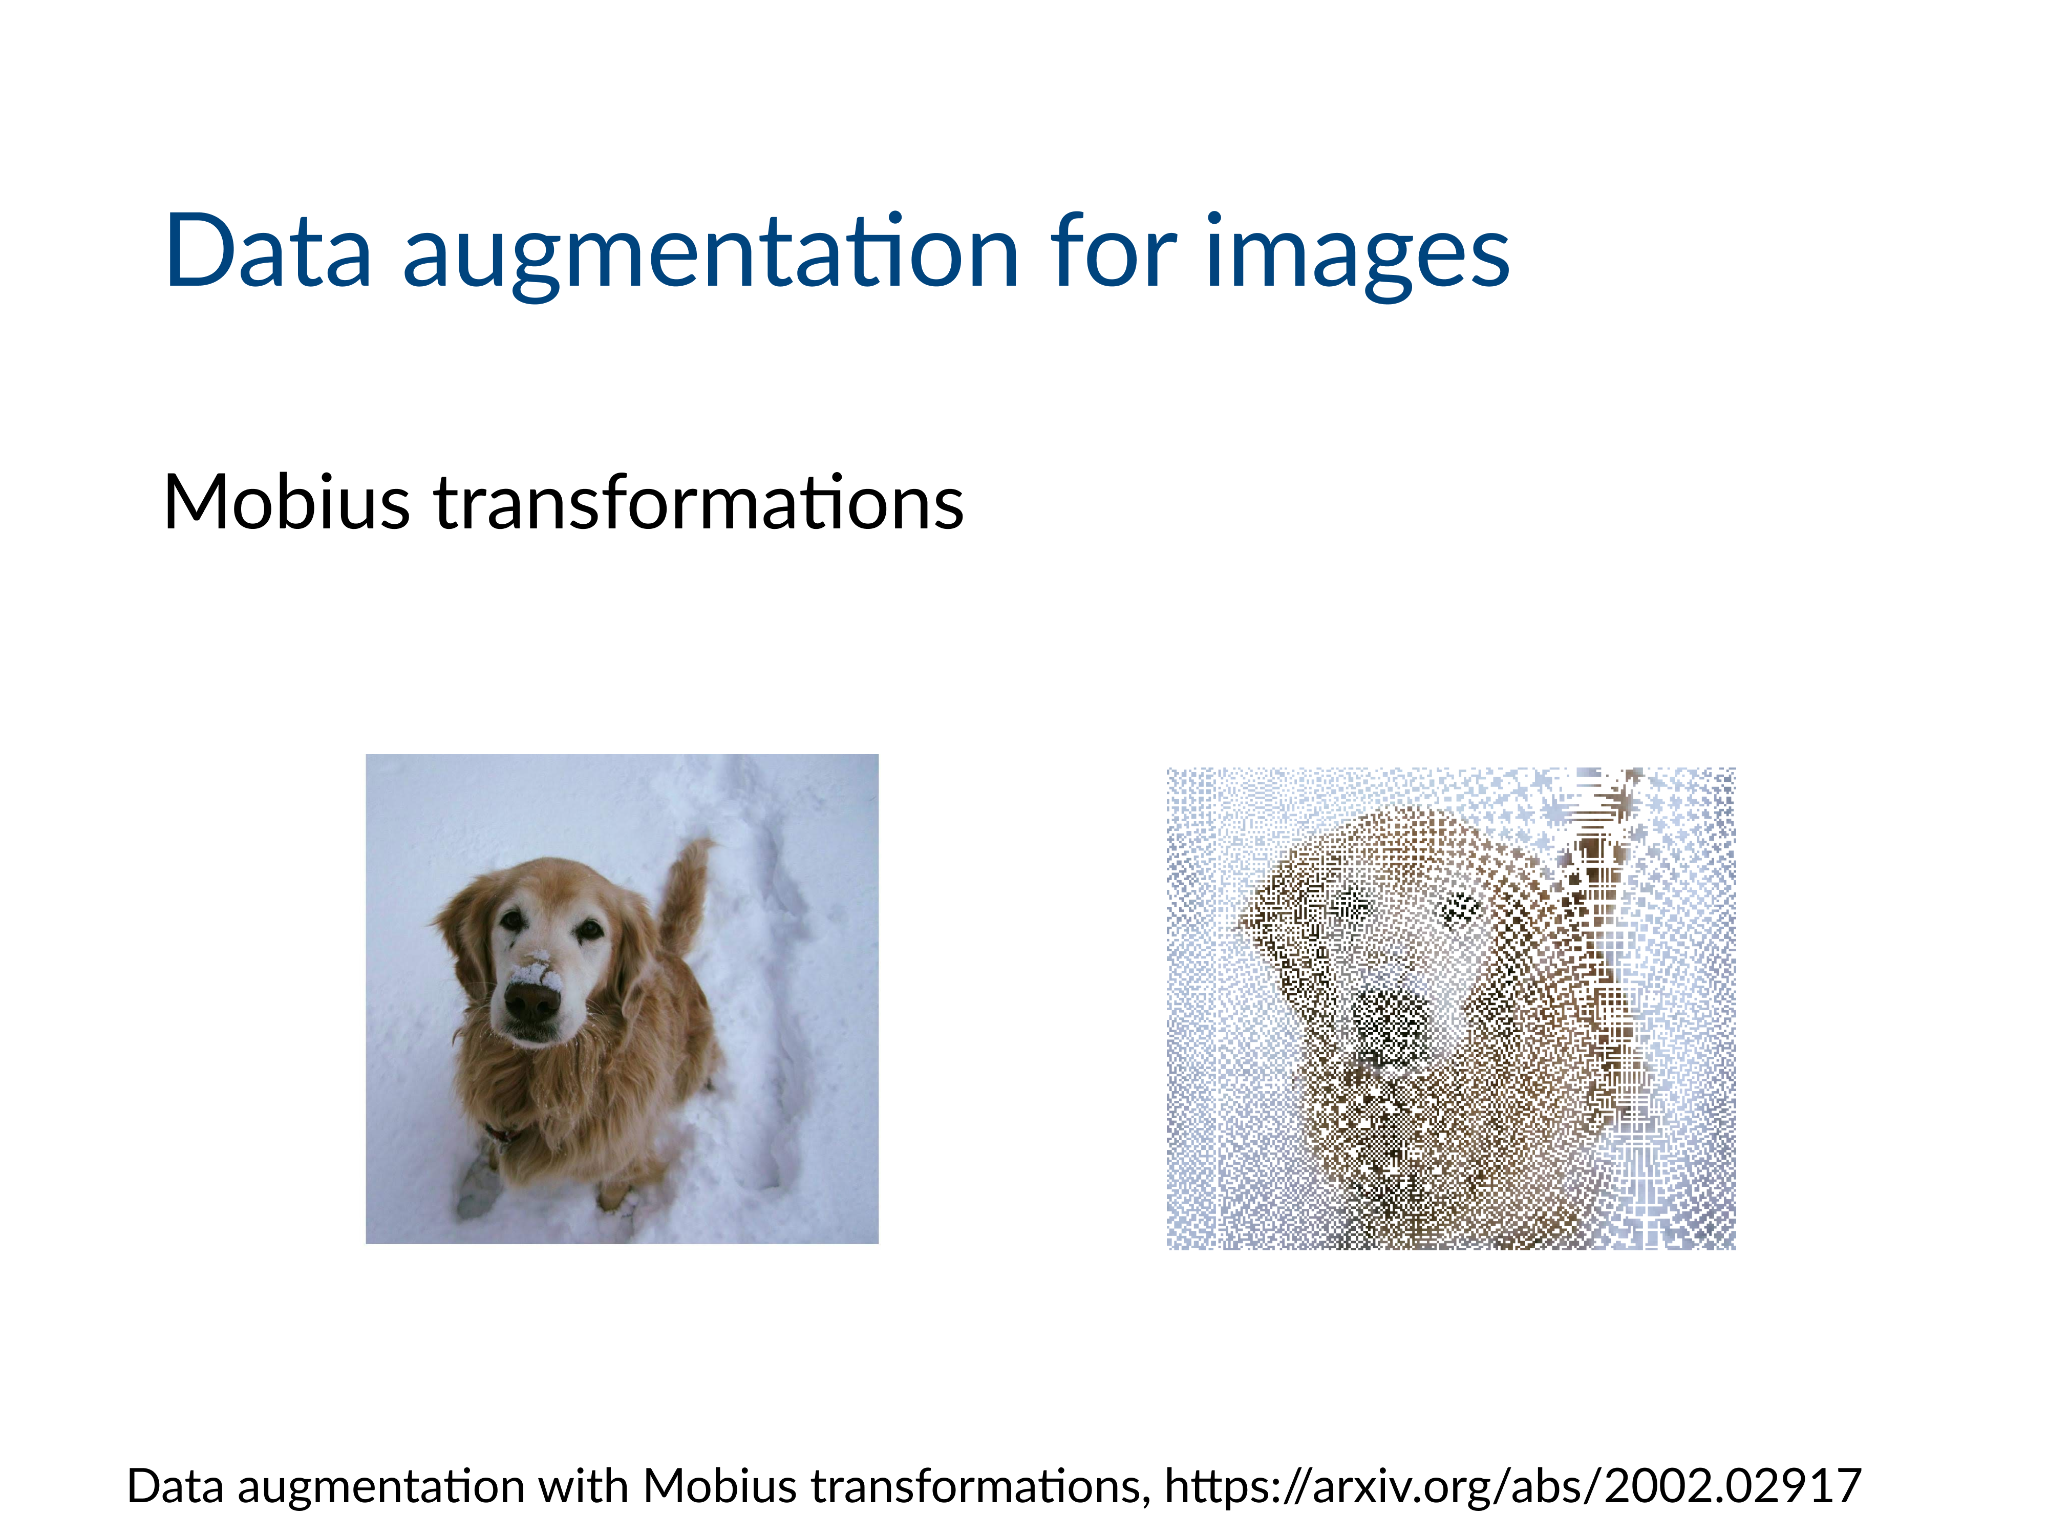 Data augmentation for images
Mobius transformations
Data augmentation with Mobius transformations, https://arxiv.org/abs/2002.02917